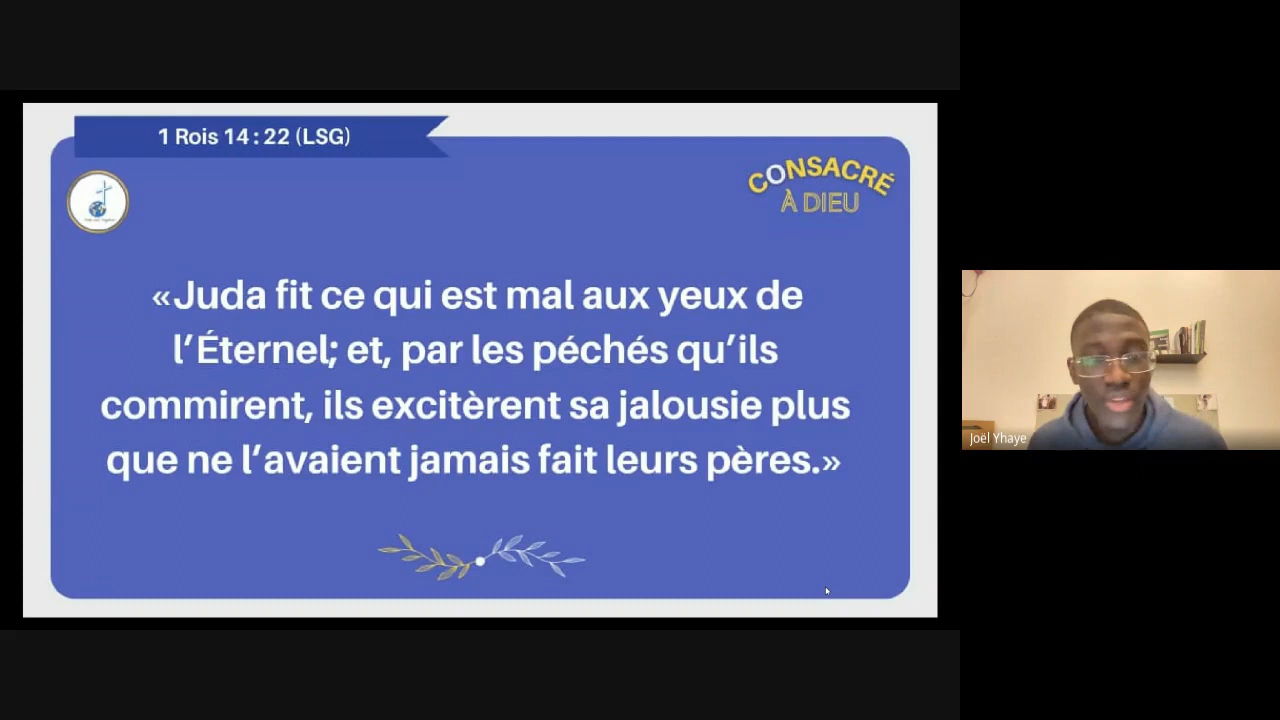 1 Rois 14 : 22 (LSG)
CONSACRÉ
À DIEU
«Juda fit ce qui est mal aux yeux de
l’Éternel; et, par les péchés qu’ils
commirent, ils excitèrent sa jalousie plus
que ne l’avaient jamais fait leurs pères.»
Joël Yhaye